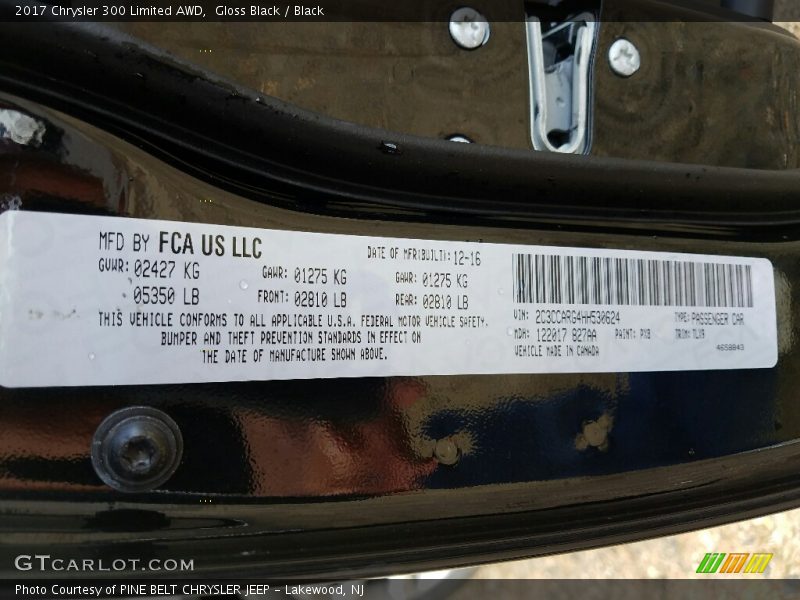 2017 Chrysler 300 Limited AWD,  Gloss Black / Black
MFD BY FCA US LLC
DATE OF MFR(BUILT): 12-16
GVWR: 02427 KG
GAWR: 01275 KG
GAWR: 01275 KG
05350 LB
FRONT: 02810 LB
REAR: 02810 LB
THIS VEHICLE CONFORMS TO ALL APPLICABLE U.S.A. FEDERAL MOTOR VEHICLE SAFETY.
BUMPER AND THEFT PREVENTION STANDARDS IN EFFECT ON
THE DATE OF MANUFACTURE SHOWN ABOVE.
VIN: 2C3CCARG4HH530624
TYPE: PASSENGER CAR
MDH: 122017 827AA
PAINT: PX8
TRIM: TLX9
VEHICLE MADE IN CANADA
4658843
GTCARLOT.COM
Photo Courtesy of PINE BELT CHRYSLER JEEP – Lakewood, NJ